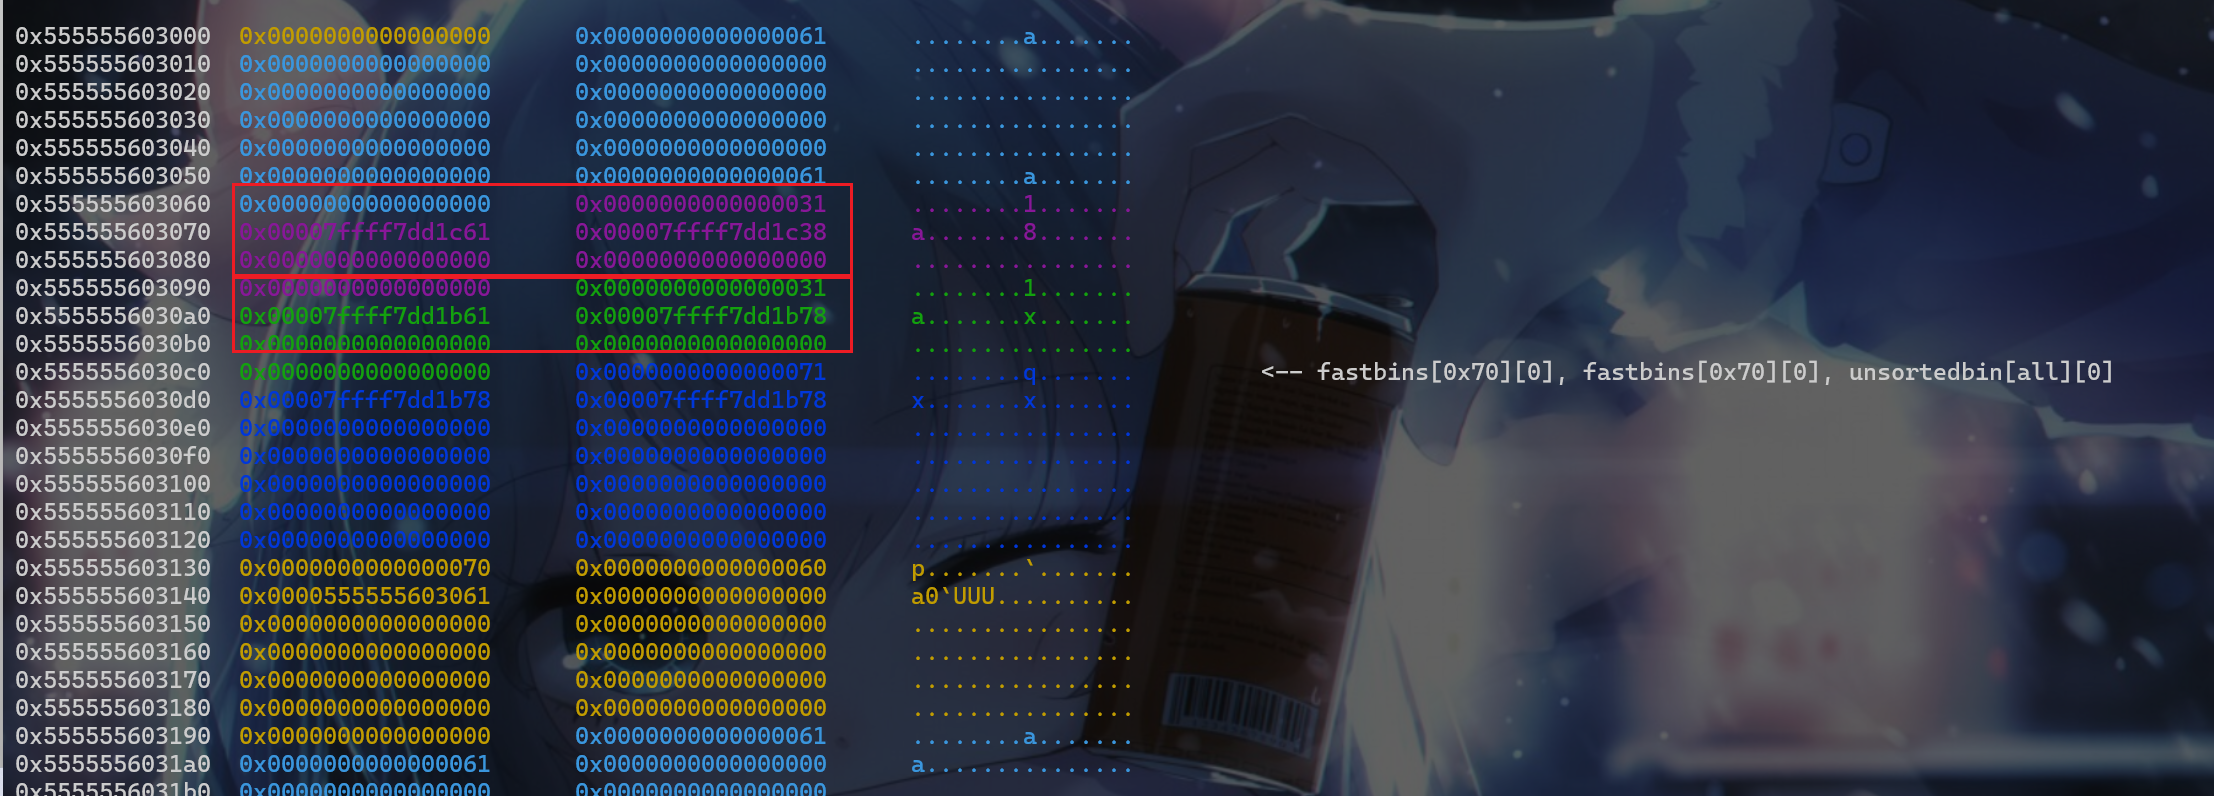 0x555555603000 0x0000000000000000 0x0000000000000061 ........a.......
0x555555603010 0x0000000000000000 0x0000000000000000 ................
0x555555603020 0x0000000000000000 0x0000000000000000 ................
0x555555603030 0x0000000000000000 0x0000000000000000 ................
0x555555603040 0x0000000000000000 0x0000000000000000 ................
0x555555603050 0x0000000000000000 0x0000000000000061 ........a.......
0x555555603060 0x0000000000000000 0x0000000000000031 ........1.......
0x555555603070 0x00007ffff7dd1c61 0x00007ffff7dd1c38 a.......8.......
0x555555603080 0x0000000000000000 0x0000000000000000 ................
0x555555603090 0x0000000000000000 0x0000000000000031 ........1.......
0x5555556030a0 0x00007ffff7dd1b61 0x00007ffff7dd1b78 a.......x.......
0x5555556030b0 0x0000000000000000 0x0000000000000000 ................
0x5555556030c0 0x0000000000000000 0x0000000000000071 ........q....... <-- fastbins[0x70][0], fastbins[0x70][0], unsortedbin[all][0]
0x5555556030d0 0x00007ffff7dd1b78 0x00007ffff7dd1b78 x.......x.......
0x5555556030e0 0x0000000000000000 0x0000000000000000 ................
0x5555556030f0 0x0000000000000000 0x0000000000000000 ................
0x555555603100 0x0000000000000000 0x0000000000000000 ................
0x555555603110 0x0000000000000000 0x0000000000000000 ................
0x555555603120 0x0000000000000000 0x0000000000000000 ................
0x555555603130 0x0000000000000070 0x0000000000000060 p.......`.......
0x555555603140 0x0000555555603061 0x0000000000000000 a0`UUU..........
0x555555603150 0x0000000000000000 0x0000000000000000 ................
0x555555603160 0x0000000000000000 0x0000000000000000 ................
0x555555603170 0x0000000000000000 0x0000000000000000 ................
0x555555603180 0x0000000000000000 0x0000000000000000 ................
0x555555603190 0x0000000000000000 0x0000000000000061 ........a.......
0x5555556031a0 0x0000000000000061 0x0000000000000000 a...............
0x5555556031b0 0x0000000000000000 0x0000000000000000 ................